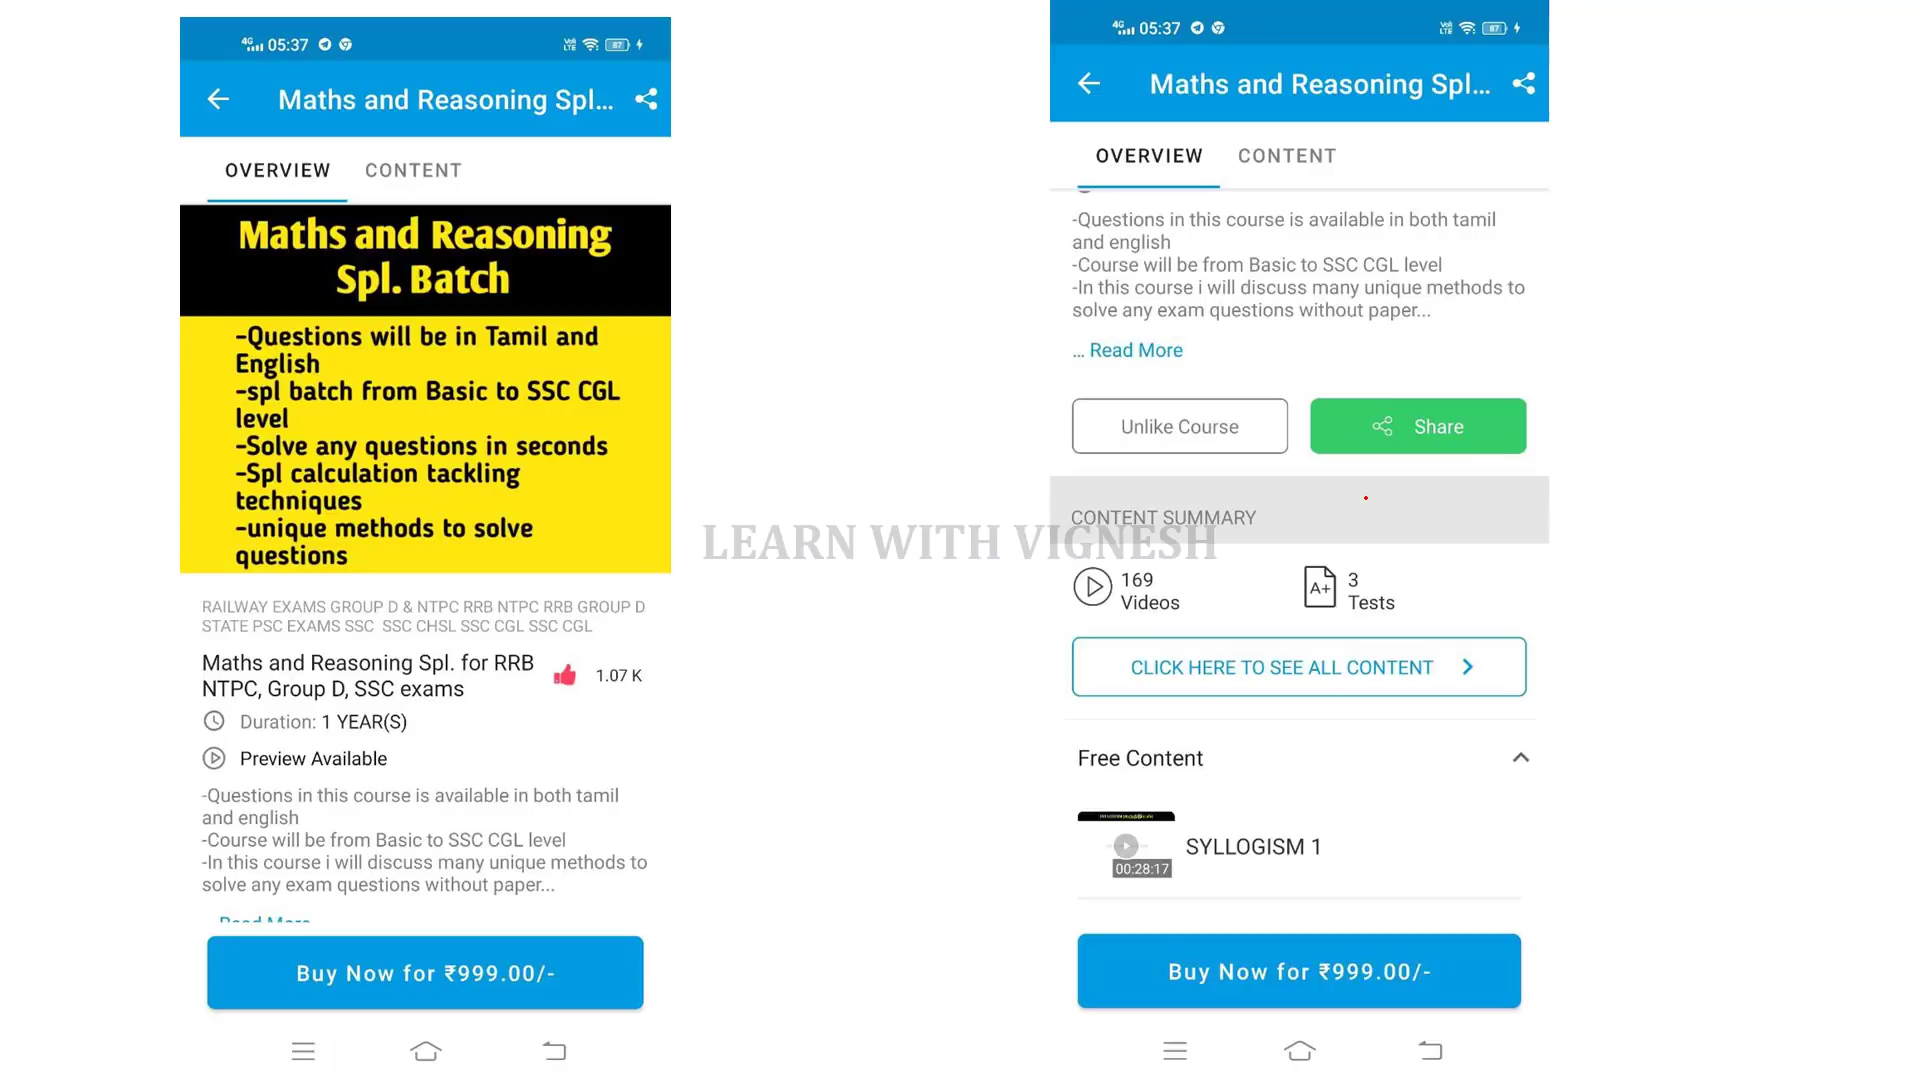 4G 05:37
VoD LTE 87
Maths and Reasoning Spl...
OVERVIEW CONTENT
Maths and Reasoning
Spl. Batch
-Questions will be in Tamil and
English
-spl batch from Basic to SSC CGL
level
-Solve any questions in seconds
-Spl calculation tackling
techniques
-unique methods to solve
questions
RAILWAY EXAMS GROUP D & NTPC RRB NTPC RRB GROUP D
STATE PSC EXAMS SSC SSC CHSL SSC CGL SSC CGL
Maths and Reasoning Spl. for RRB
NTPC, Group D, SSC exams
1.07 K
Duration: 1 YEAR(S)
Preview Available
-Questions in this course is available in both tamil
and english
-Course will be from Basic to SSC CGL level
-In this course i will discuss many unique methods to
solve any exam questions without paper...
Read More
Buy Now for ₹999.00/-
LEARN WITH VIGNESH
4G 05:37
LTE 87
Maths and Reasoning Spl...
OVERVIEW CONTENT
-Questions in this course is available in both tamil
and english
-Course will be from Basic to SSC CGL level
-In this course i will discuss many unique methods to
solve any exam questions without paper...
... Read More
Unlike Course
Share
CONTENT SUMMARY
169
Videos
A+
3
Tests
CLICK HERE TO SEE ALL CONTENT
Free Content
00:28:17
SYLLOGISM 1
Buy Now for ₹999.00/-